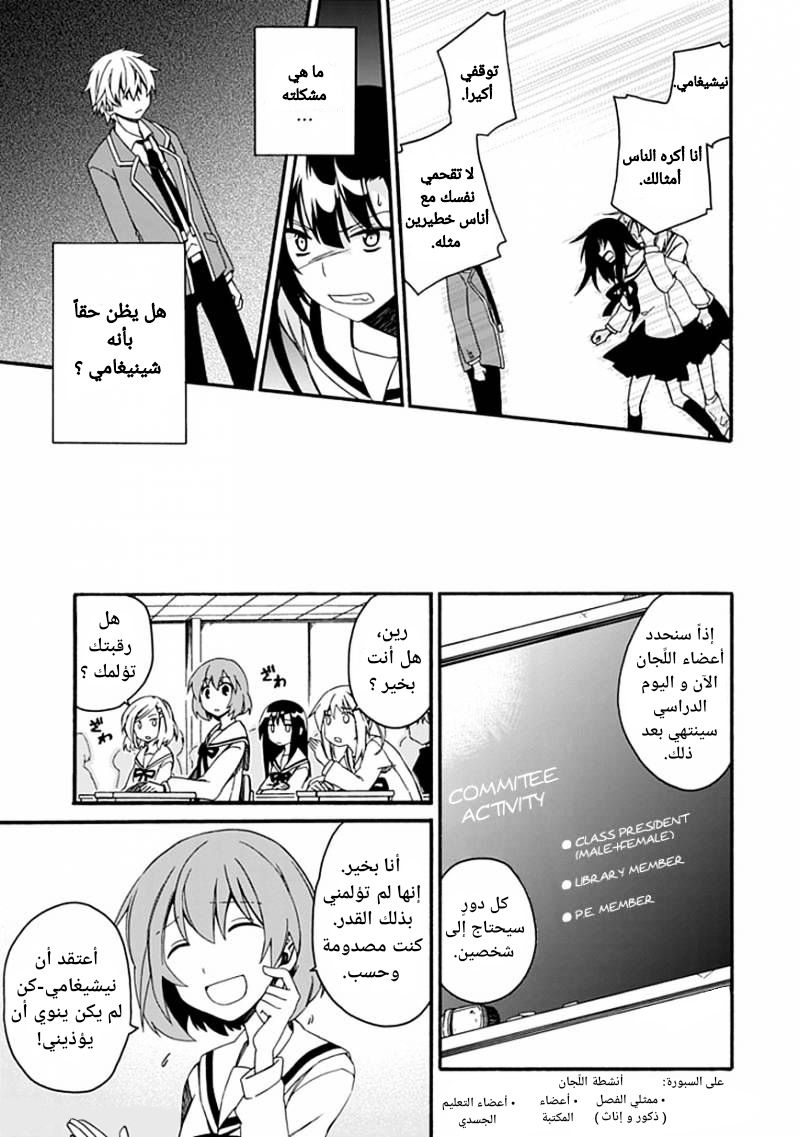 نيشيغامي.
أنا أكره الناس
أمثالك.
توقفي
أكيرا.
لا تقحمي
نفسك مع
أناس خطيرين
مثله.
ما هي
مشكلته
...
هل يظن حقاً
بأنه
شينيغامي ؟
إذاً سنحدد
أعضاء اللَّجان
الآن و اليوم
الدراسي
سينتهي بعد
ذلك.
COMMITEE
ACTIVITY
CLASS PRESIDENT
(MALE+FEMALE)
LIBRARY MEMBER
P.E. MEMBER
كل دورٍ
سيحتاج إلى
شخصين.
على السبورة: أنشطة اللَّجان
• ممثلي الفصل • أعضاء • أعضاء التعليم
( ذكور و إناث ) المكتبة الجسدي
رين،
هل أنت
بخير ؟
هل
رقبتك
تؤلمك ؟
ざわ
ざわ
أنا بخير.
إنها لم تؤلمني
بذلك القدر.
كنت مصدومة
وحسب.
أعتقد أن
نيشيغامي-كن
لم يكن ينوي أن
يؤذيني!